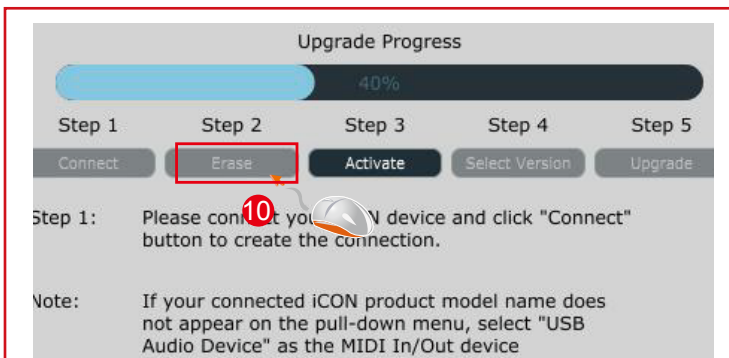 Upgrade Progress
40%
Step 1 Step 2 Step 3 Step 4 Step 5
Connect Erase Activate Select Version Upgrade
Step 1: Please connect you N device and click "Connect"
button to create the connection.
10
Note: If your connected iCON product model name does
not appear on the pull-down menu, select "USB
Audio Device" as the MIDI In/Out device